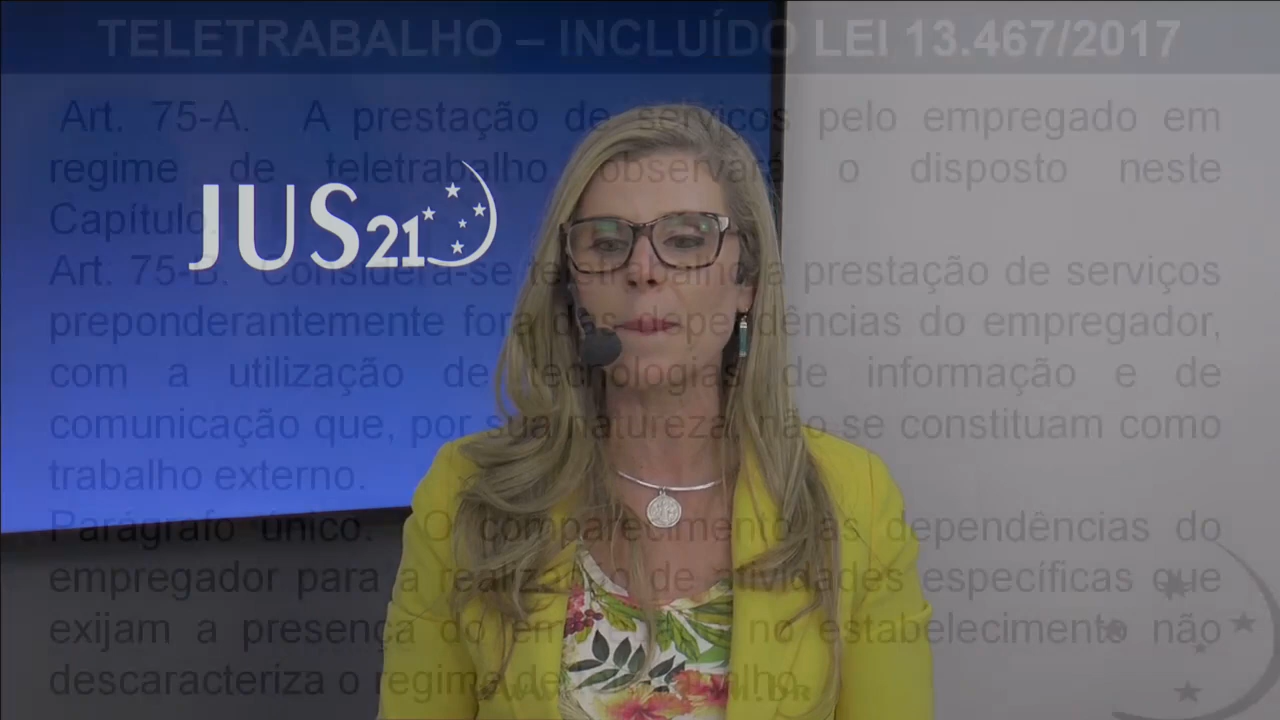 TELETRABALHO – INCLUÍDO LEI 13.467/2017
Art. 75-A. A prestação de serviços pelo empregado em
regime de teletrabalho observará o disposto neste
Capítulo.
JUS21
Art. 75-B. Considera-se teletrabalho a prestação de serviços
preponderantemente fora das dependências do empregador,
com a utilização de tecnologias de informação e de
comunicação que, por sua natureza, não se constituam como
trabalho externo.
Parágrafo único. O comparecimento às dependências do
empregador para a realização de atividades específicas que
exijam a presença do empregado no estabelecimento não
descaracteriza o regime de teletrabalho.